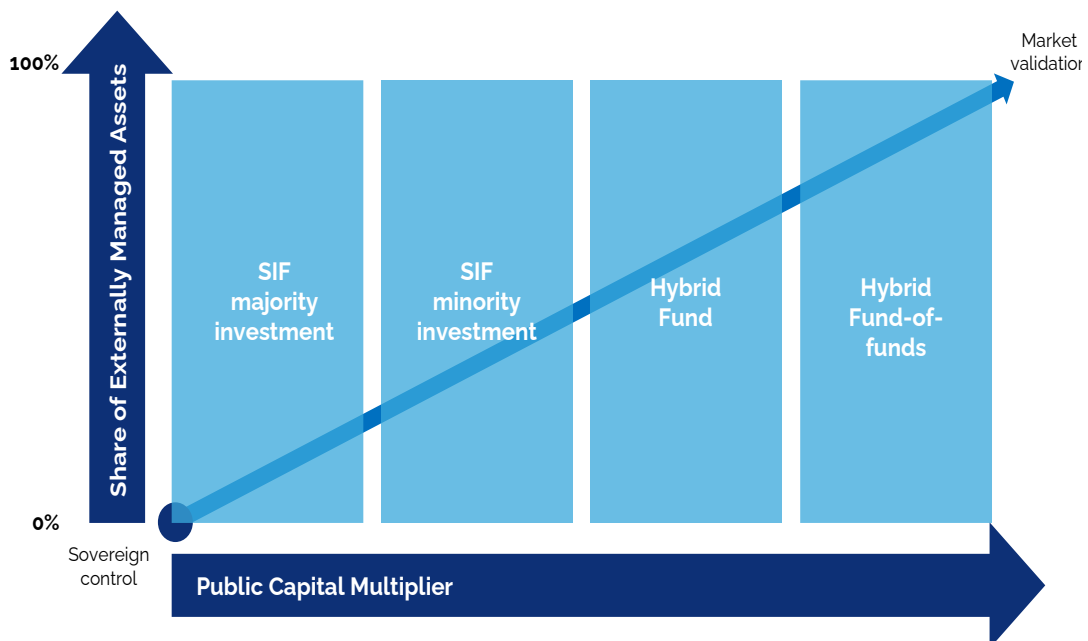 Market
validation
100%
Share of Externally Managed Assets
SIF
majority
investment
SIF
minority
investment
Hybrid
Fund
Hybrid
Fund-of-
funds
0%
Sovereign
control
Public Capital Multiplier